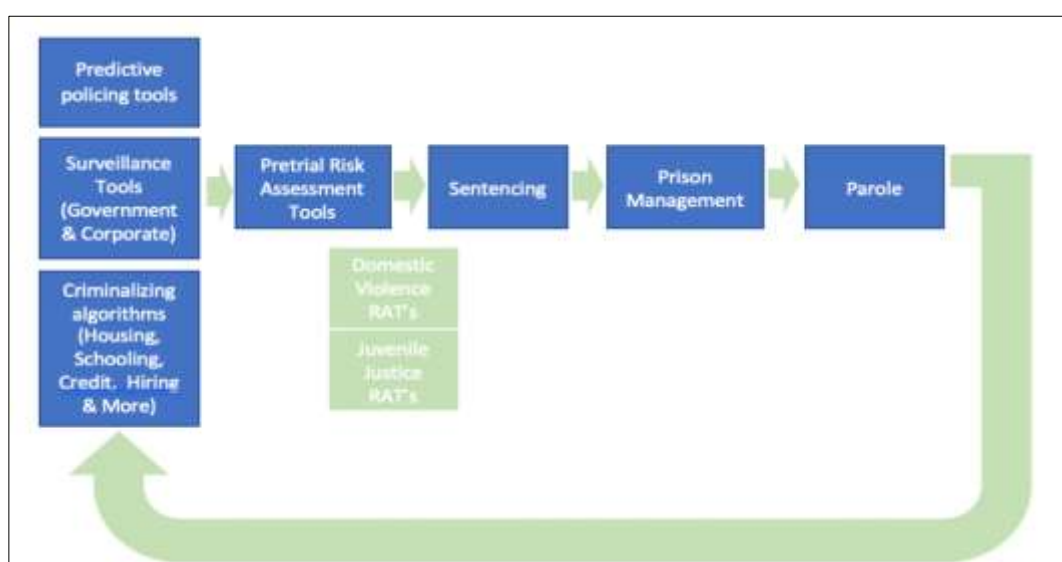 Predictive
policing tools
Surveillance
Tools
(Government
& Corporate)
Criminalizing
algorithms
(Housing,
Schooling,
Credit. Hiring
& More)
Pretrial Risk
Assessment
Tools
Domestic
Violence
RAT's
Juvenile
Justice
RAT's
Sentencing
Prison
Management
Parole